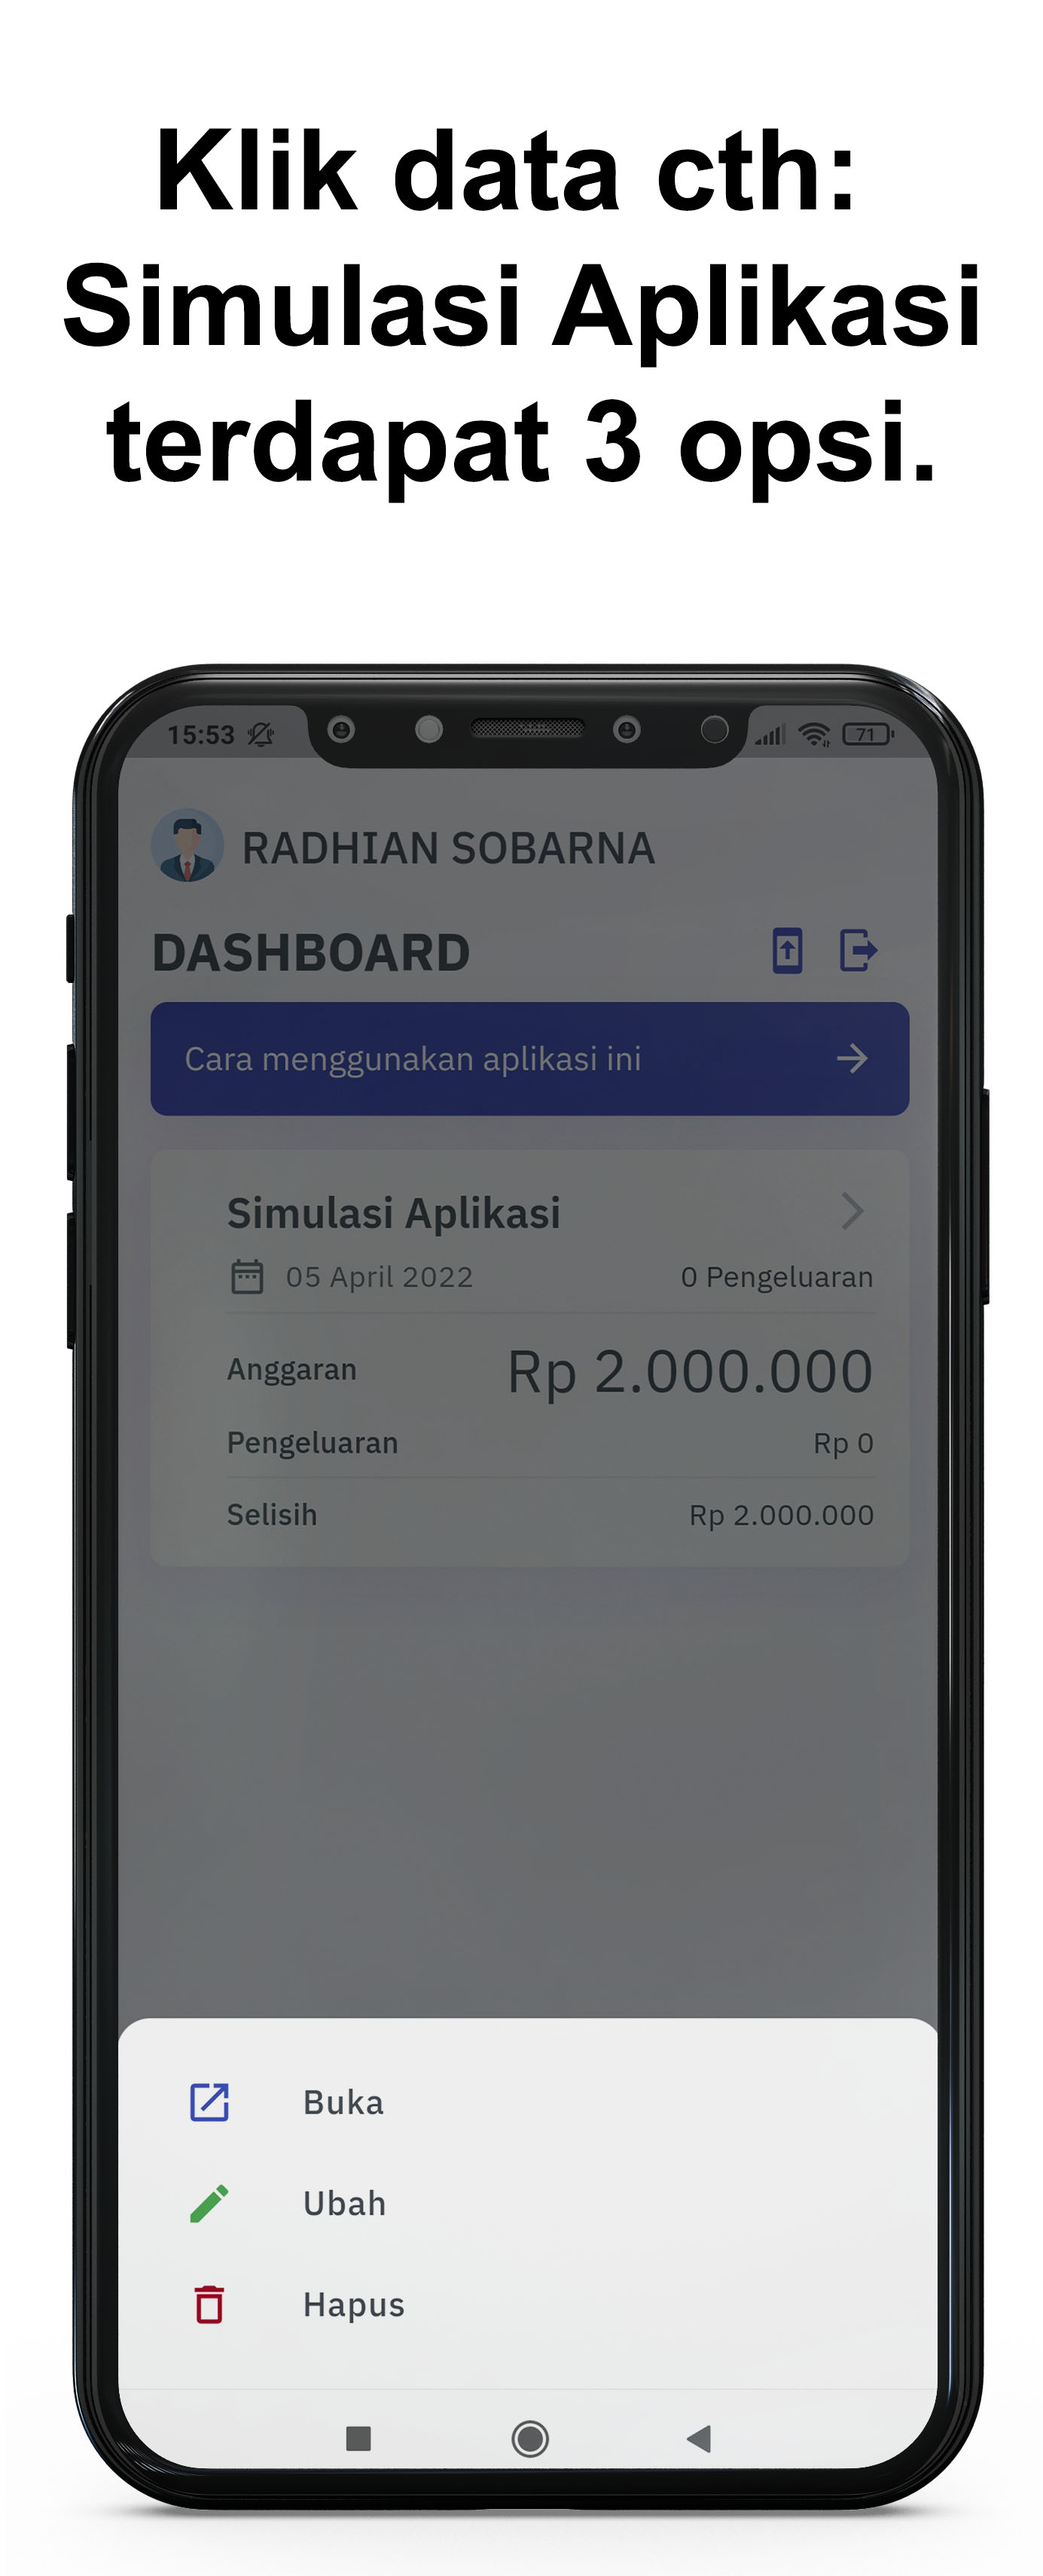 Klik data cth:
Simulasi Aplikasi
terdapat 3 opsi.
15:53
71
RADHIAN SOBARNA
DASHBOARD
Cara menggunakan aplikasi ini
Simulasi Aplikasi
05 April 2022 0 Pengeluaran
Anggaran Rp 2.000.000
Pengeluaran Rp 0
Selisih Rp 2.000.000
Buka
Ubah
Hapus